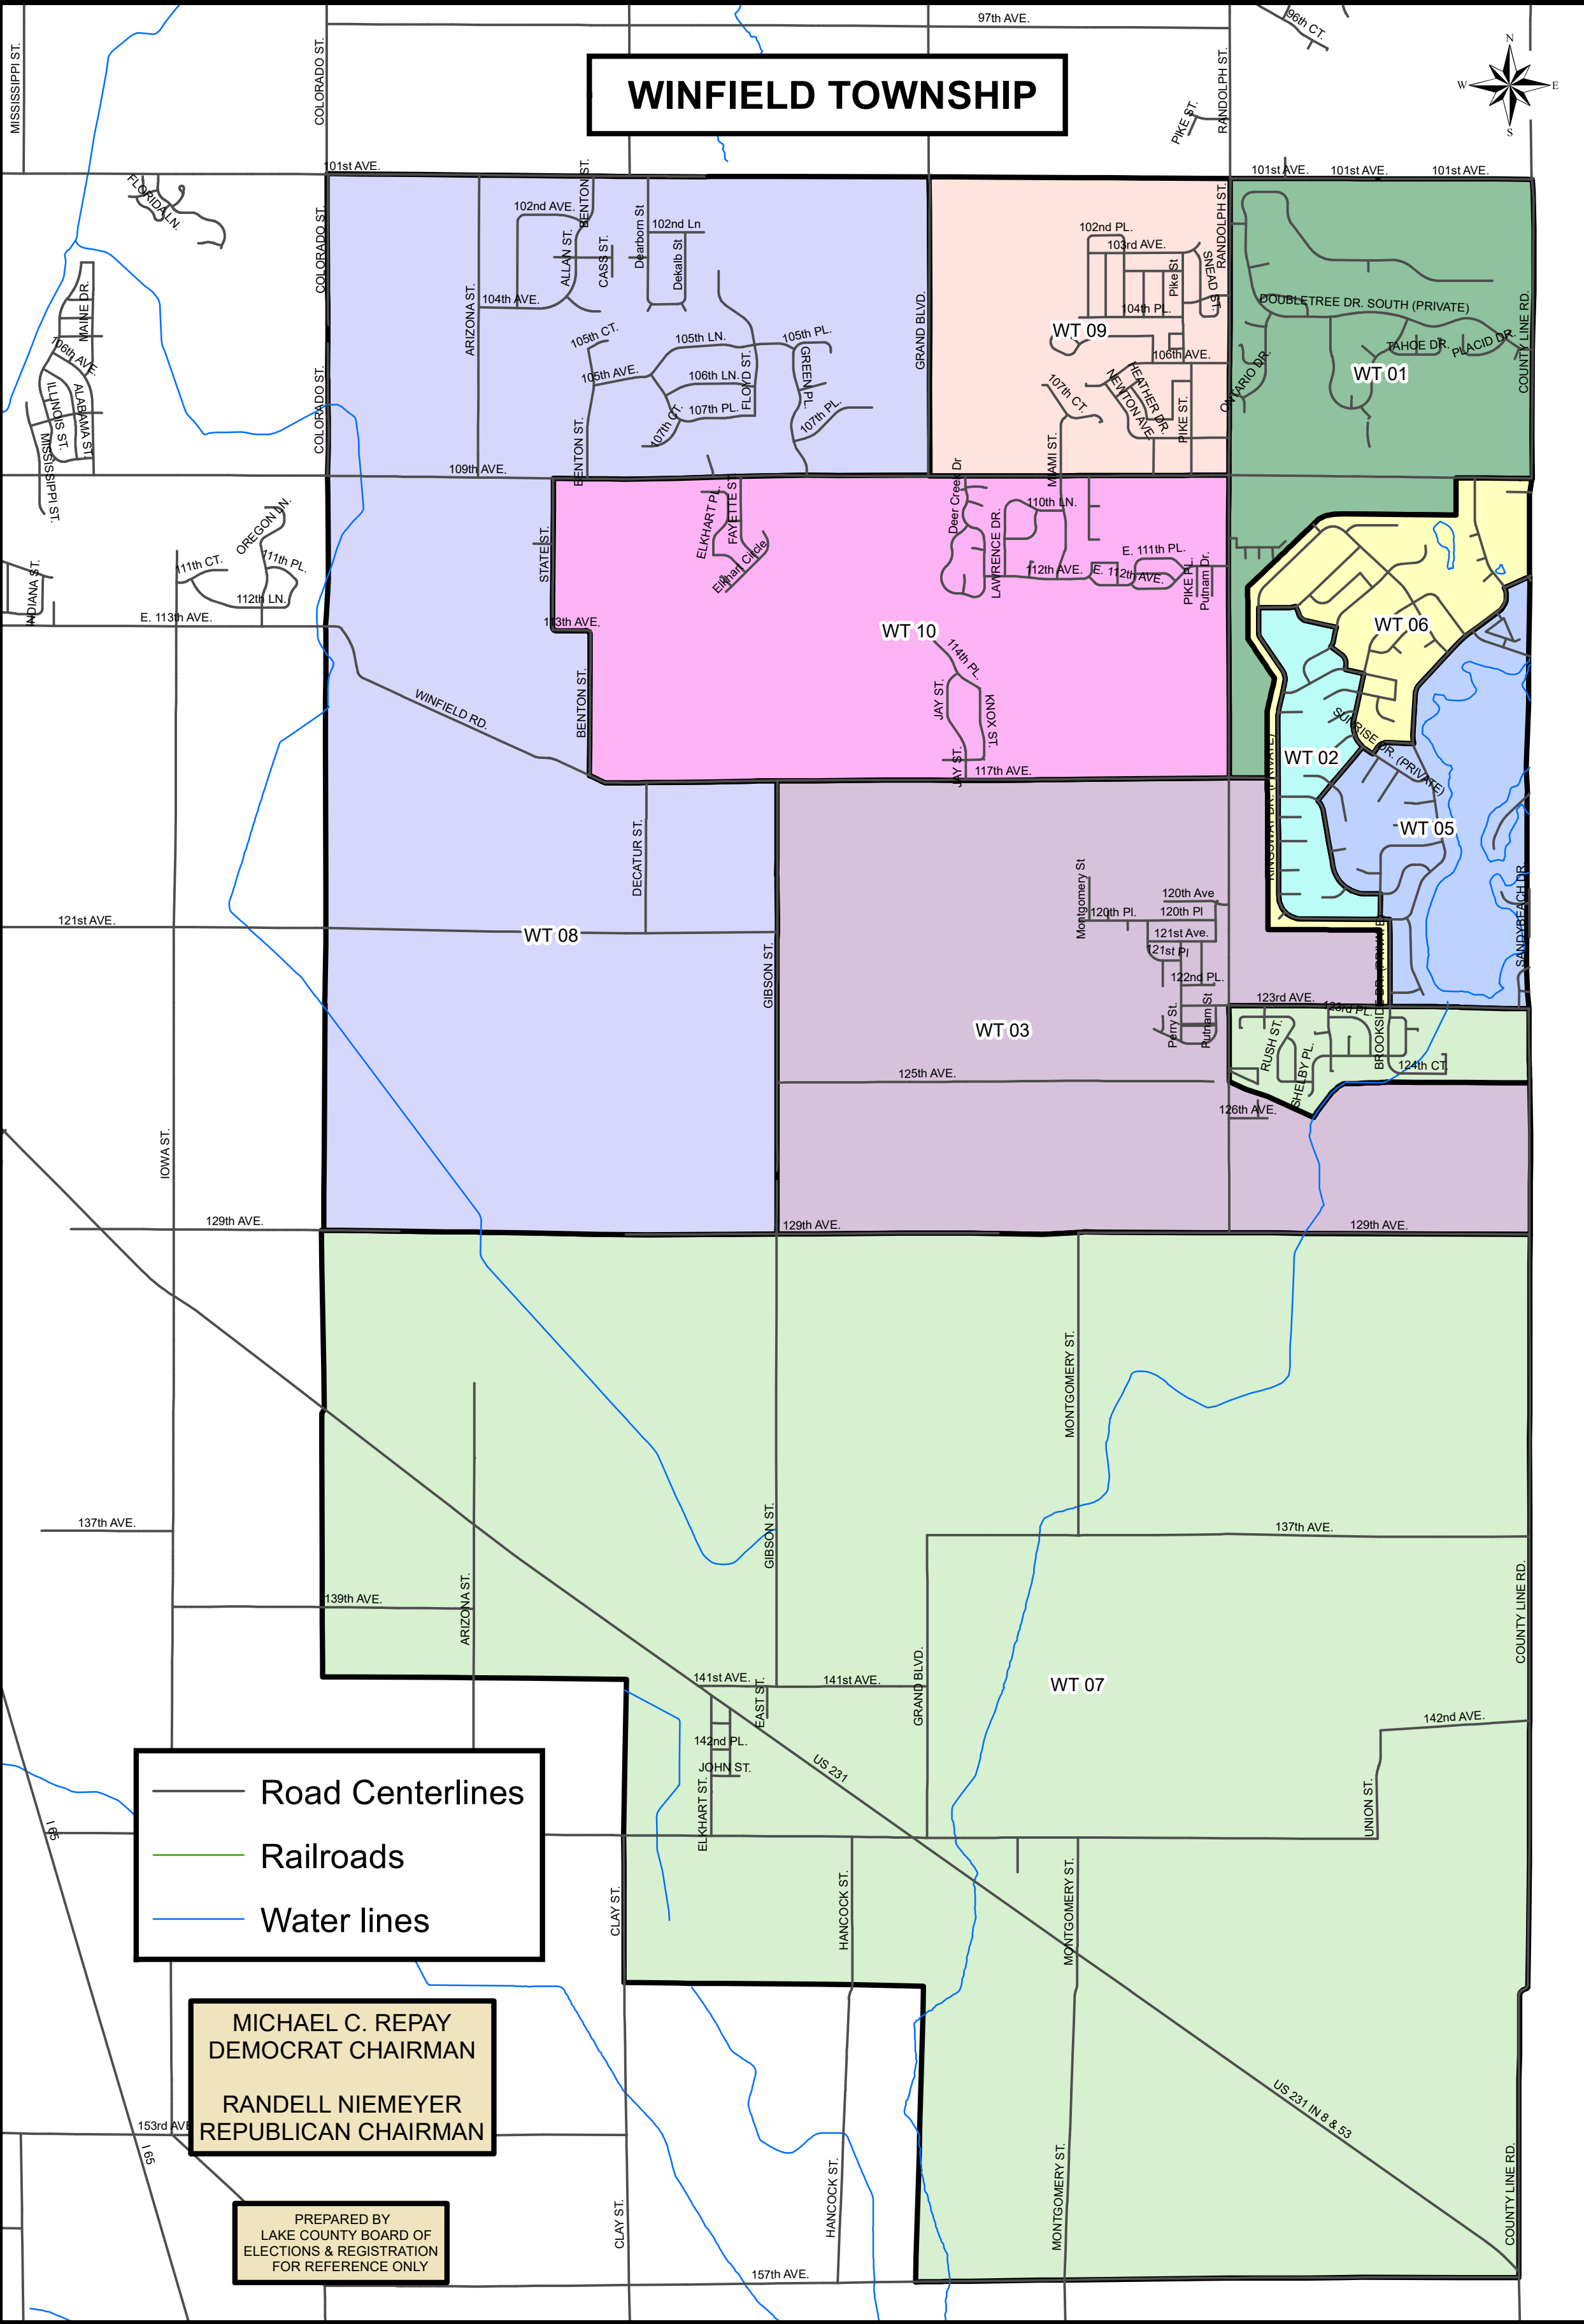 97th AVE.
96th CT.
MISSISSIPPI ST.
COLORADO ST.
WINFIELD TOWNSHIP
RANDOLPH ST.
PIKE ST.
N
W
E
S
101st AVE.
101st AVE.
101st AVE.
101st AVE.
FLORIDA LN.
COLORADO ST.
102nd AVE.
BENTON ST.
ALLAN ST.
CASS ST.
Dearborn St
102nd Ln
Dekalb St
104th AVE.
ARIZONA ST.
GRAND BLVD.
102nd PL.
103rd AVE.
Pike St
SNEAD ST.
RANDOLPH ST.
104th PL.
WT 09
106th AVE.
DOUBLETREE DR. SOUTH (PRIVATE)
TAHOE DR.
PLACID DR.
COUNTY LINE RD.
WT 01
ONTARIO DR.
MAINE DR.
106th AVE.
ILLINOIS ST.
ALABAMA ST.
MISSISSIPPI ST.
COLORADO ST.
105th CT.
105th AVE.
105th LN.
105th PL.
106th LN.
107th PL.
107th CT.
FLOYD ST.
GREEN PL.
107th PL.
BENTON ST.
107th CT.
HEATHER DR.
NEWTON AVE.
PIKE ST.
MIAMI ST.
109th AVE.
OREGON LN.
111th CT.
111th PL.
112th LN.
INDIANA ST.
E. 113th AVE.
STATE ST.
ELKHART PL.
FAYETTE ST.
Elkhart Circle
Deer Creek Dr
LAWRENCE DR.
110th LN.
112th AVE.
E. 111th PL.
E. 112th AVE.
PIKE PL.
Putnam Dr.
113th AVE.
WT 10
WT 06
114th PL.
JAY ST.
KNOX ST.
JAY ST.
117th AVE.
BENTON ST.
WINFIELD RD.
SUNRISE DR. (PRIVATE)
WT 02
KINGSWAY DR. (PRIVATE)
WT 05
DECATUR ST.
121st AVE.
WT 08
GIBSON ST.
Montgomery St
120th Ave
120th Pl.
120th Pl
121st Ave.
121st Pl
122nd PL.
SANDYBEACH DR.
WT 03
Perry St.
Putnam St
123rd AVE.
123rd PL.
BROOKSIDE DR. (PRIVATE)
RUSH ST.
SHELBY PL.
124th CT.
125th AVE.
126th AVE.
IOWA ST.
129th AVE.
129th AVE.
129th AVE.
MONTGOMERY ST.
GIBSON ST.
137th AVE.
137th AVE.
ARIZONA ST.
139th AVE.
COUNTY LINE RD.
141st AVE.
141st AVE.
EAST ST.
GRAND BLVD.
WT 07
142nd PL.
JOHN ST.
ELKHART ST.
US 231
142nd AVE.
UNION ST.
Road Centerlines
Railroads
Water lines
I 65
CLAY ST.
HANCOCK ST.
MONTGOMERY ST.
MICHAEL C. REPAY
DEMOCRAT CHAIRMAN
RANDELL NIEMEYER
REPUBLICAN CHAIRMAN
153rd AVE
I 65
US 231 IN 8 & 53
CLAY ST.
HANCOCK ST.
MONTGOMERY ST.
COUNTY LINE RD.
PREPARED BY
LAKE COUNTY BOARD OF
ELECTIONS & REGISTRATION
FOR REFERENCE ONLY
157th AVE.